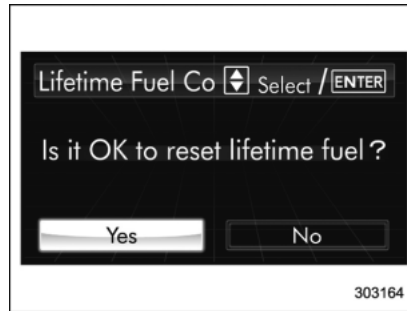 Lifetime Fuel Co Select / ENTER
Is it OK to reset lifetime fuel ?
Yes No
303164